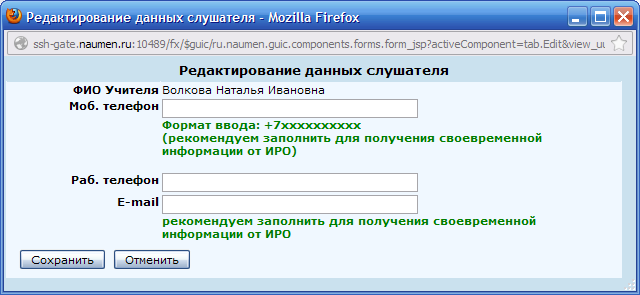 Редактирование данных слушателя - Mozilla Firefox
ssh-gate.naumen.ru:10489/fx/$guic/ru.naumen.guic.components.forms.form_jsp?activeComponent=tab.Edit&view_uu
Редактирование данных слушателя
ФИО Учителя Волкова Наталья Ивановна
Моб. телефон
Формат ввода: +7xxxxxxxxxx
(рекомендуем заполнить для получения своевременной
информации от ИРО)
Раб. телефон
E-mail
рекомендуем заполнить для получения своевременной
информации от ИРО
Сохранить Отменить